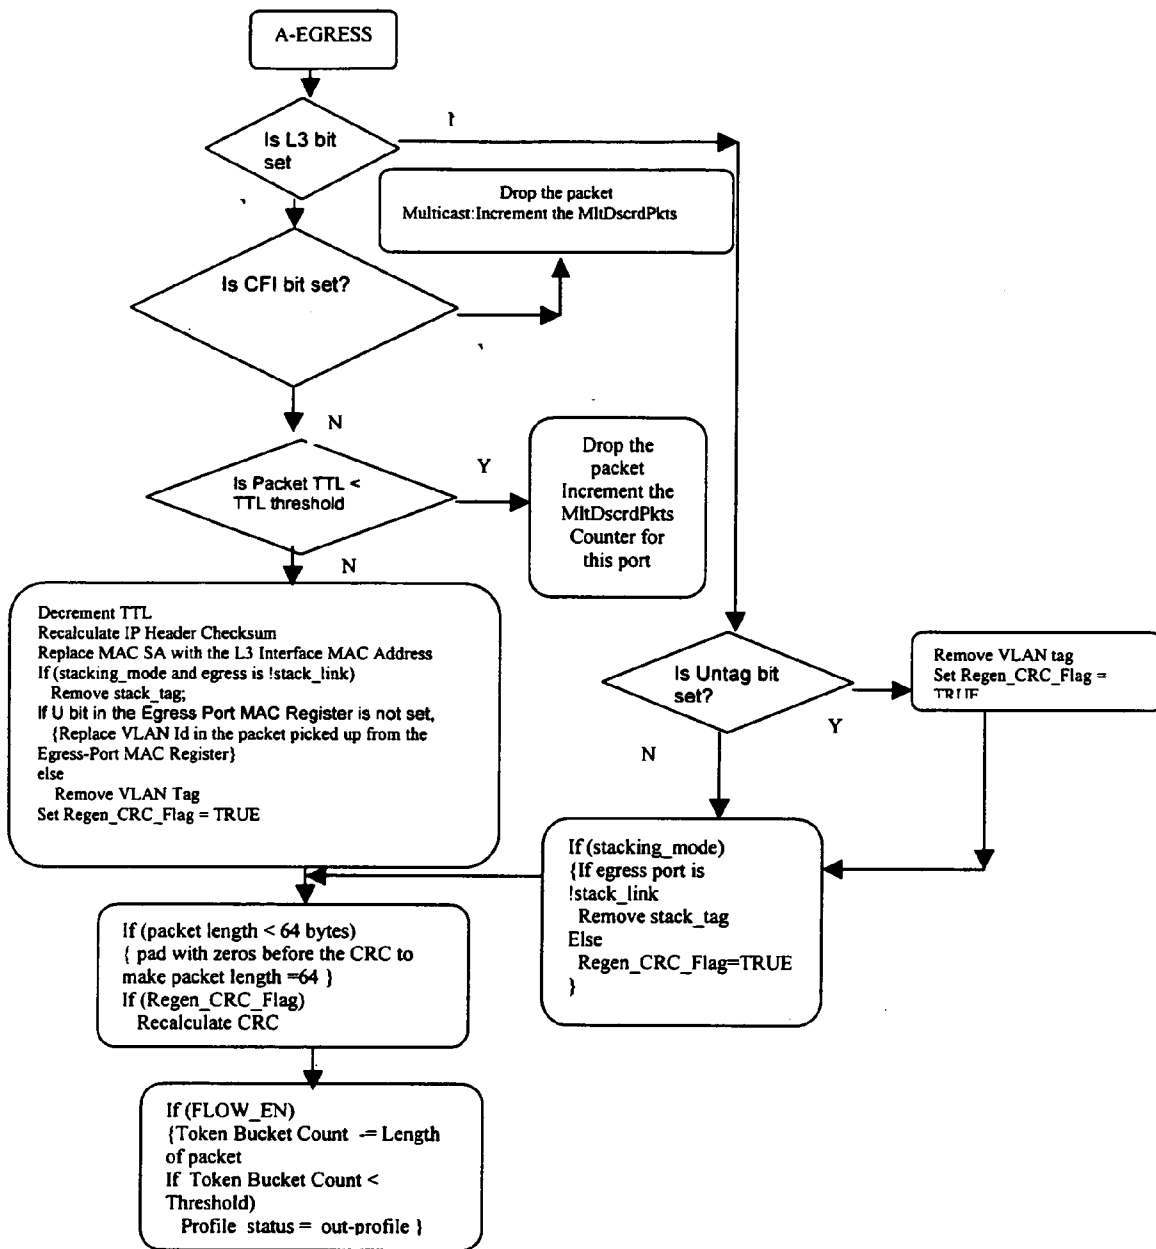 A-EGRESS
Is L3 bit
set
Drop the packet
Multicast:Increment the MltDscrdPkts
Is CFI bit set?
N
Is Packet TTL <
TTL threshold
Y
Drop the
packet
Increment the
MltDscrdPkts
Counter for
this port
N
Decrement TTL
Recalculate IP Header Checksum
Replace MAC SA with the L3 Interface MAC Address
If (stacking_mode and egress is !stack_link)
Remove stack_tag;
If U bit in the Egress Port MAC Register is not set,
{Replace VLAN Id in the packet picked up from the
Egress-Port MAC Register}
else
Remove VLAN Tag
Set Regen_CRC_Flag = TRUE
Is Untag bit
set?
Y
N
Remove VLAN tag
Set Regen_CRC_Flag =
TRUE
If (stacking_mode)
{If egress port is
!stack_link
Remove stack_tag
Else
Regen_CRC_Flag=TRUE
}
If (packet length < 64 bytes)
{ pad with zeros before the CRC to
make packet length =64 }
If (Regen_CRC_Flag)
Recalculate CRC
If (FLOW_EN)
{Token Bucket Count -= Length
of packet
If Token Bucket Count <
Threshold)
Profile status = out-profile }